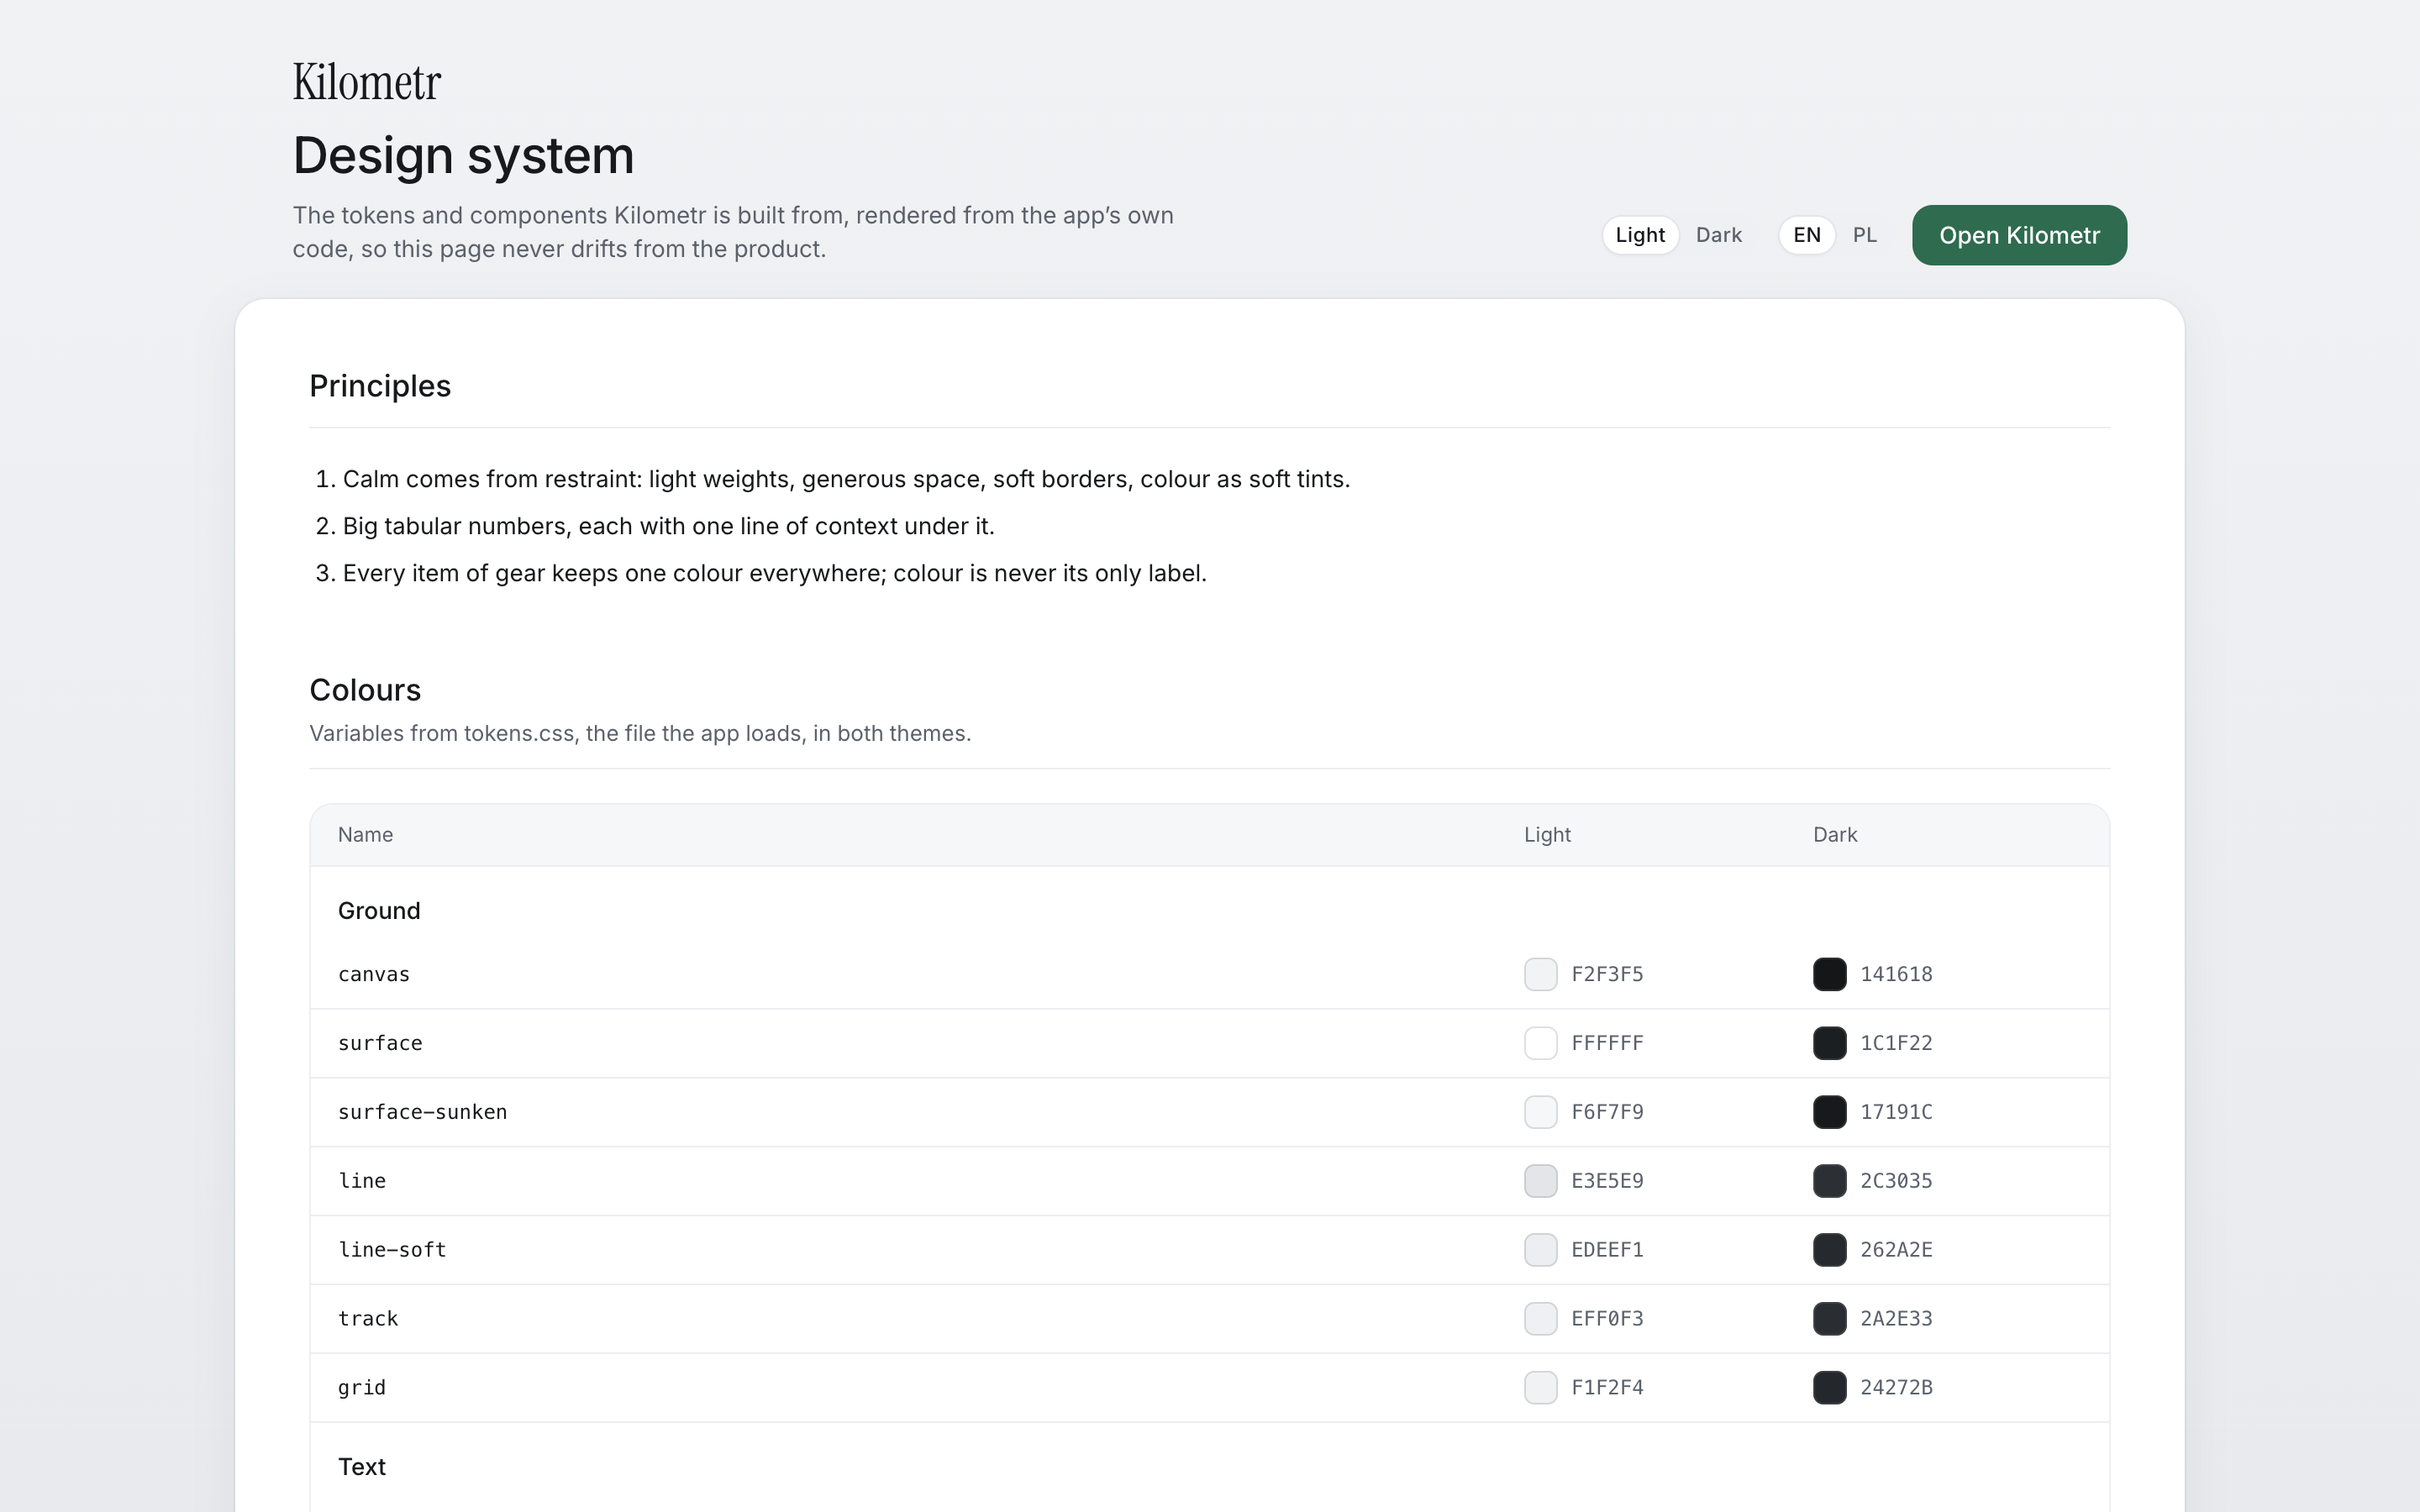 Kilometr
Design system
The tokens and components Kilometr is built from, rendered from the app’s own
code, so this page never drifts from the product.
Light Dark EN PL Open Kilometr
Principles
1. Calm comes from restraint: light weights, generous space, soft borders, colour as soft tints.
2. Big tabular numbers, each with one line of context under it.
3. Every item of gear keeps one colour everywhere; colour is never its only label.
Colours
Variables from tokens.css, the file the app loads, in both themes.
Name Light Dark
Ground
canvas F2F3F5 141618
surface FFFFFF 1C1F22
surface-sunken F6F7F9 17191C
line E3E5E9 2C3035
line-soft EDEEF1 262A2E
track EFF0F3 2A2E33
grid F1F2F4 24272B
Text